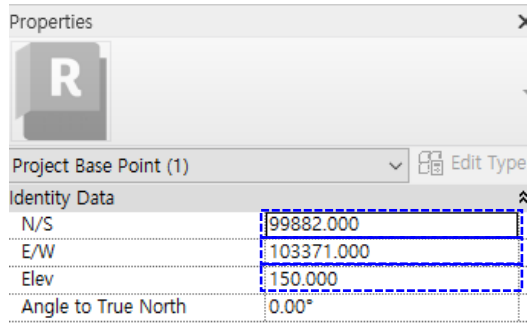 Properties
R
Project Base Point (1)
Edit Type
Identity Data
N/S 99882.000
E/W 103371.000
Elev 150.000
Angle to True North 0.00°